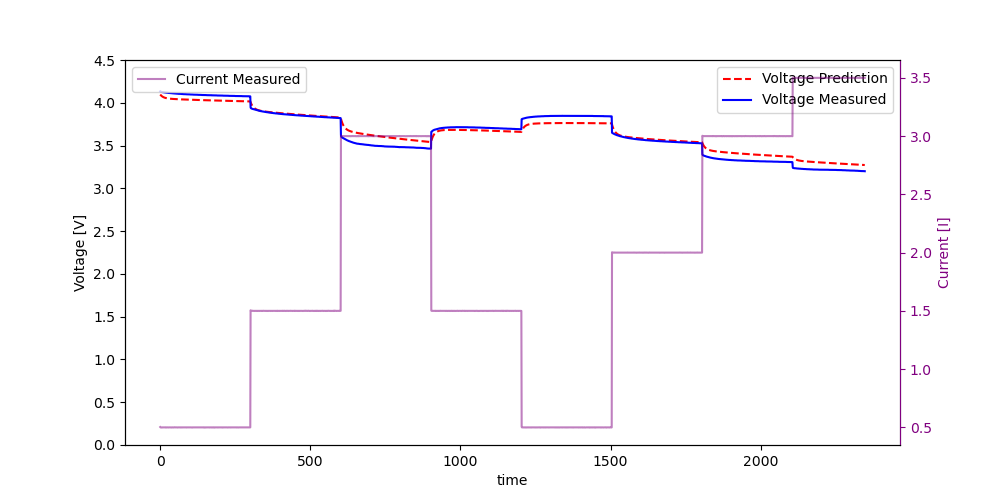 Current Measured
Voltage Prediction
Voltage Measured
4.5
4.0
3.5
3.0
2.5
2.0
1.5
1.0
0.5
0.0
Voltage [V]
3.5
3.0
2.5
2.0
1.5
1.0
0.5
Current [I]
0 500 1000 1500 2000
time